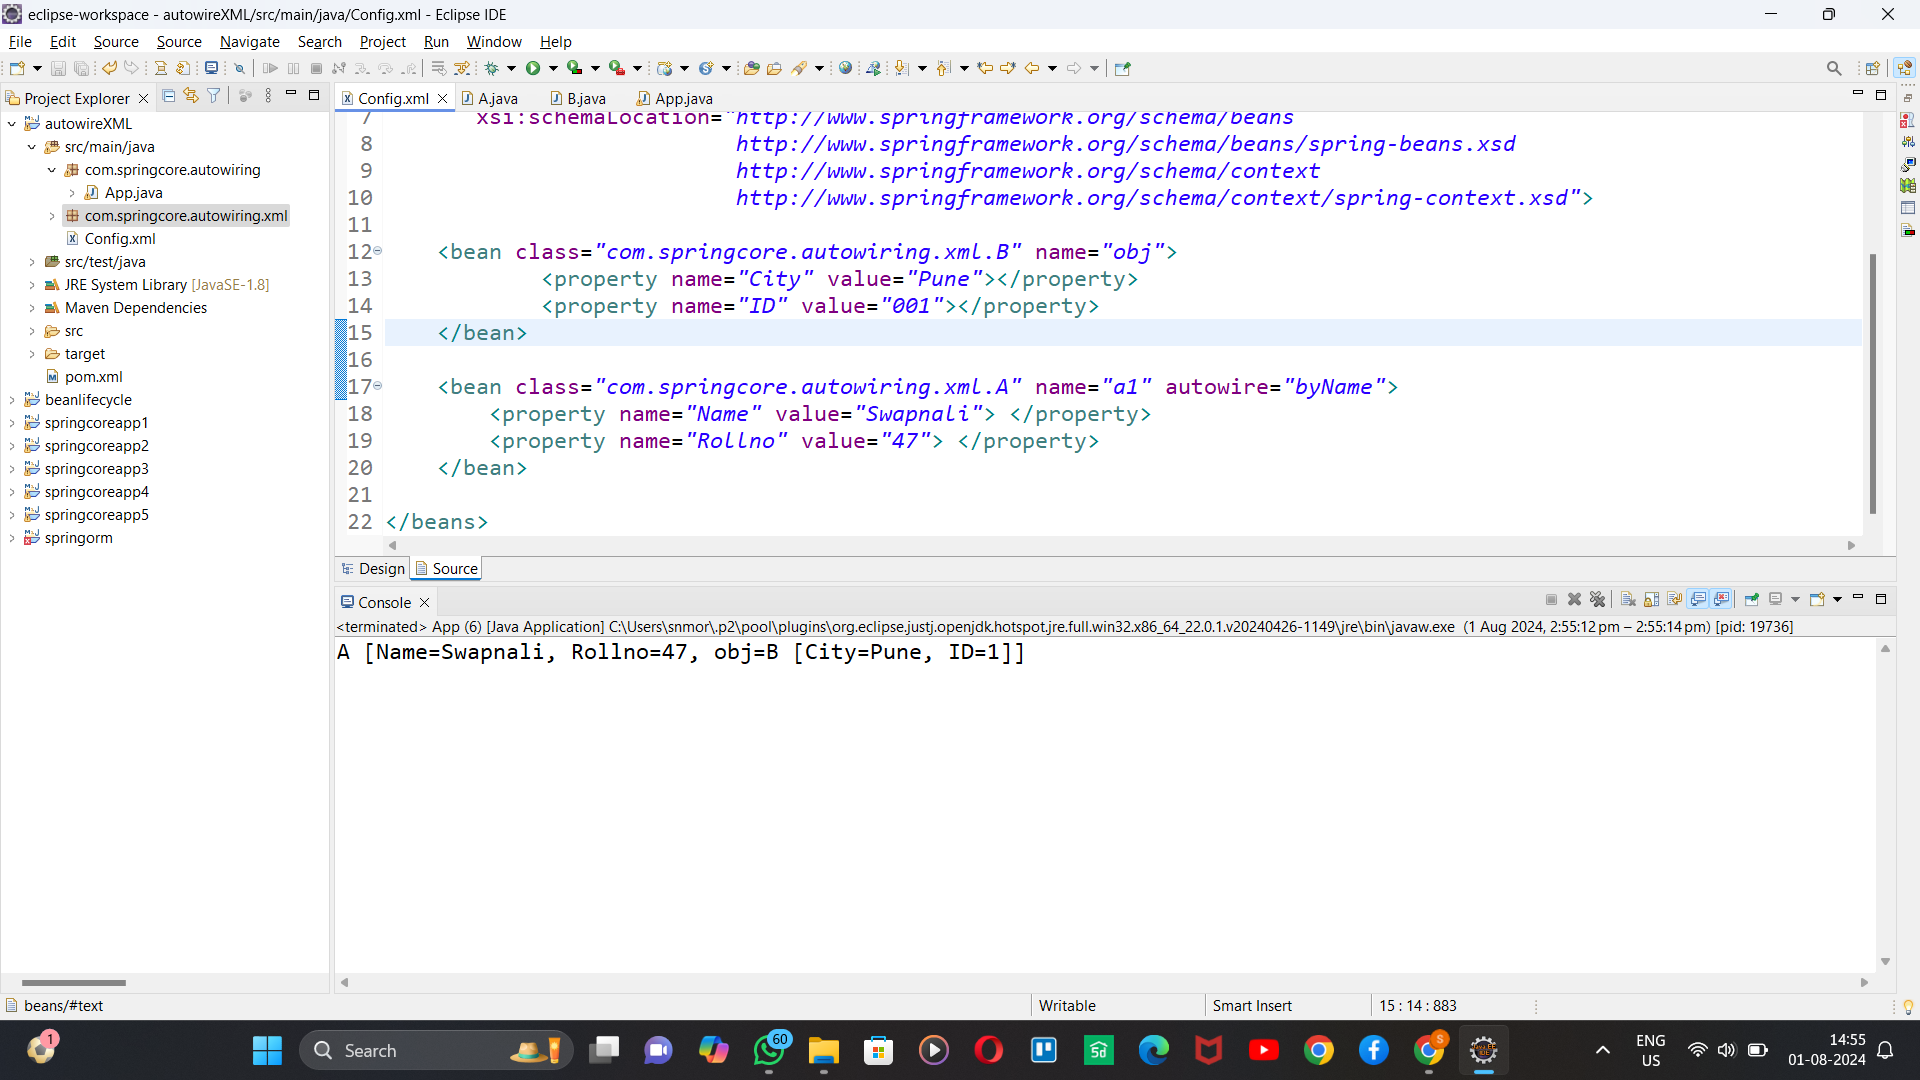 eclipse-workspace - autowireXML/src/main/java/Config.xml - Eclipse IDE
File Edit Source Source Navigate Search Project Run Window Help
Project Explorer
autowireXML
src/main/java
com.springcore.autowiring
App.java
com.springcore.autowiring.xml
Config.xml
src/test/java
JRE System Library [JavaSE-1.8]
Maven Dependencies
src
target
pom.xml
beanlifecycle
springcoreapp1
springcoreapp2
springcoreapp3
springcoreapp4
springcoreapp5
springorm
Config.xml A.java B.java App.java
7 xsi:schemaLocation="http://www.springframework.org/schema/beans
8 http://www.springframework.org/schema/beans/spring-beans.xsd
9 http://www.springframework.org/schema/context
10 http://www.springframework.org/schema/context/spring-context.xsd">
11
12 <bean class="com.springcore.autowiring.xml.B" name="obj">
13 <property name="City" value="Pune"></property>
14 <property name="ID" value="001"></property>
15 </bean>
16
17 <bean class="com.springcore.autowiring.xml.A" name="a1" autowire="byName">
18 <property name="Name" value="Swapnali"> </property>
19 <property name="Rollno" value="47"> </property>
20 </bean>
21
22 </beans>
Design Source
Console
<terminated> App (6) [Java Application] C:\Users\snmor\.p2\pool\plugins\org.eclipse.justj.openjdk.hotspot.jre.full.win32.x86_64_22.0.1.v20240426-1149\jre\bin\javaw.exe (1 Aug 2024, 2:55:12 pm – 2:55:14 pm) [pid: 19736]
A [Name=Swapnali, Rollno=47, obj=B [City=Pune, ID=1]]
beans/#text
Writable
Smart Insert
15 : 14 : 883
1
Search
60
S
ENG
US
14:55
01-08-2024